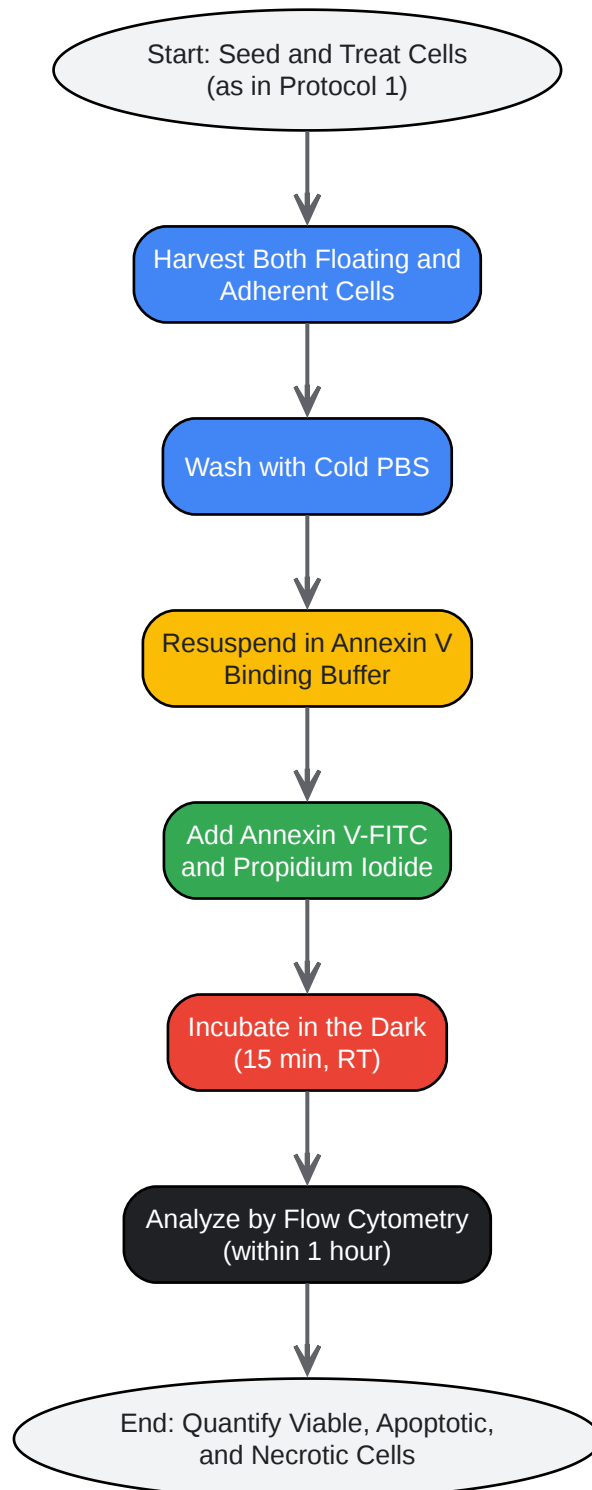 Start: Seed and Treat Cells
(as in Protocol 1)
Harvest Both Floating and
Adherent Cells
Wash with Cold PBS
Resuspend in Annexin V
Binding Buffer
Add Annexin V-FITC
and Propidium Iodide
Incubate in the Dark
(15 min, RT)
Analyze by Flow Cytometry
(within 1 hour)
End: Quantify Viable, Apoptotic,
and Necrotic Cells